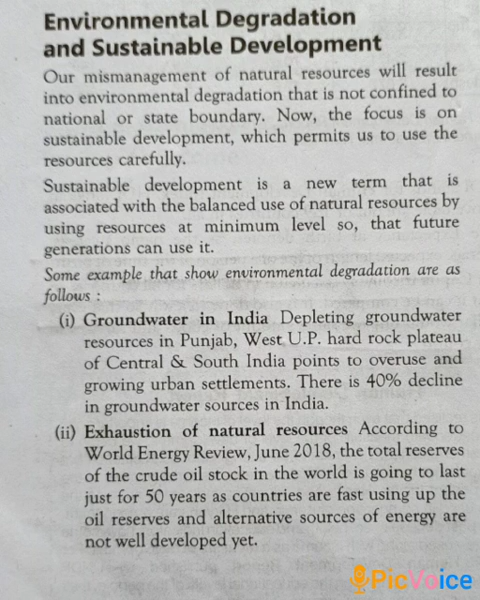 Environmental Degradation
and Sustainable Development
Our mismanagement of natural resources will result
into environmental degradation that is not confined to
national or state boundary. Now, the focus is on
sustainable development, which permits us to use the
resources carefully.
Sustainable development is a new term that is
associated with the balanced use of natural resources by
using resources at minimum level so, that future
generations can use it.
Some example that show environmental degradation are as
follows :
(i) Groundwater in India Depleting groundwater
resources in Punjab, West U.P. hard rock plateau
of Central & South India points to overuse and
growing urban settlements. There is 40% decline
in groundwater sources in India.
(ii) Exhaustion of natural resources According to
World Energy Review, June 2018, the total reserves
of the crude oil stock in the world is going to last
just for 50 years as countries are fast using up the
oil reserves and alternative sources of energy are
not well developed yet.
PicVoice